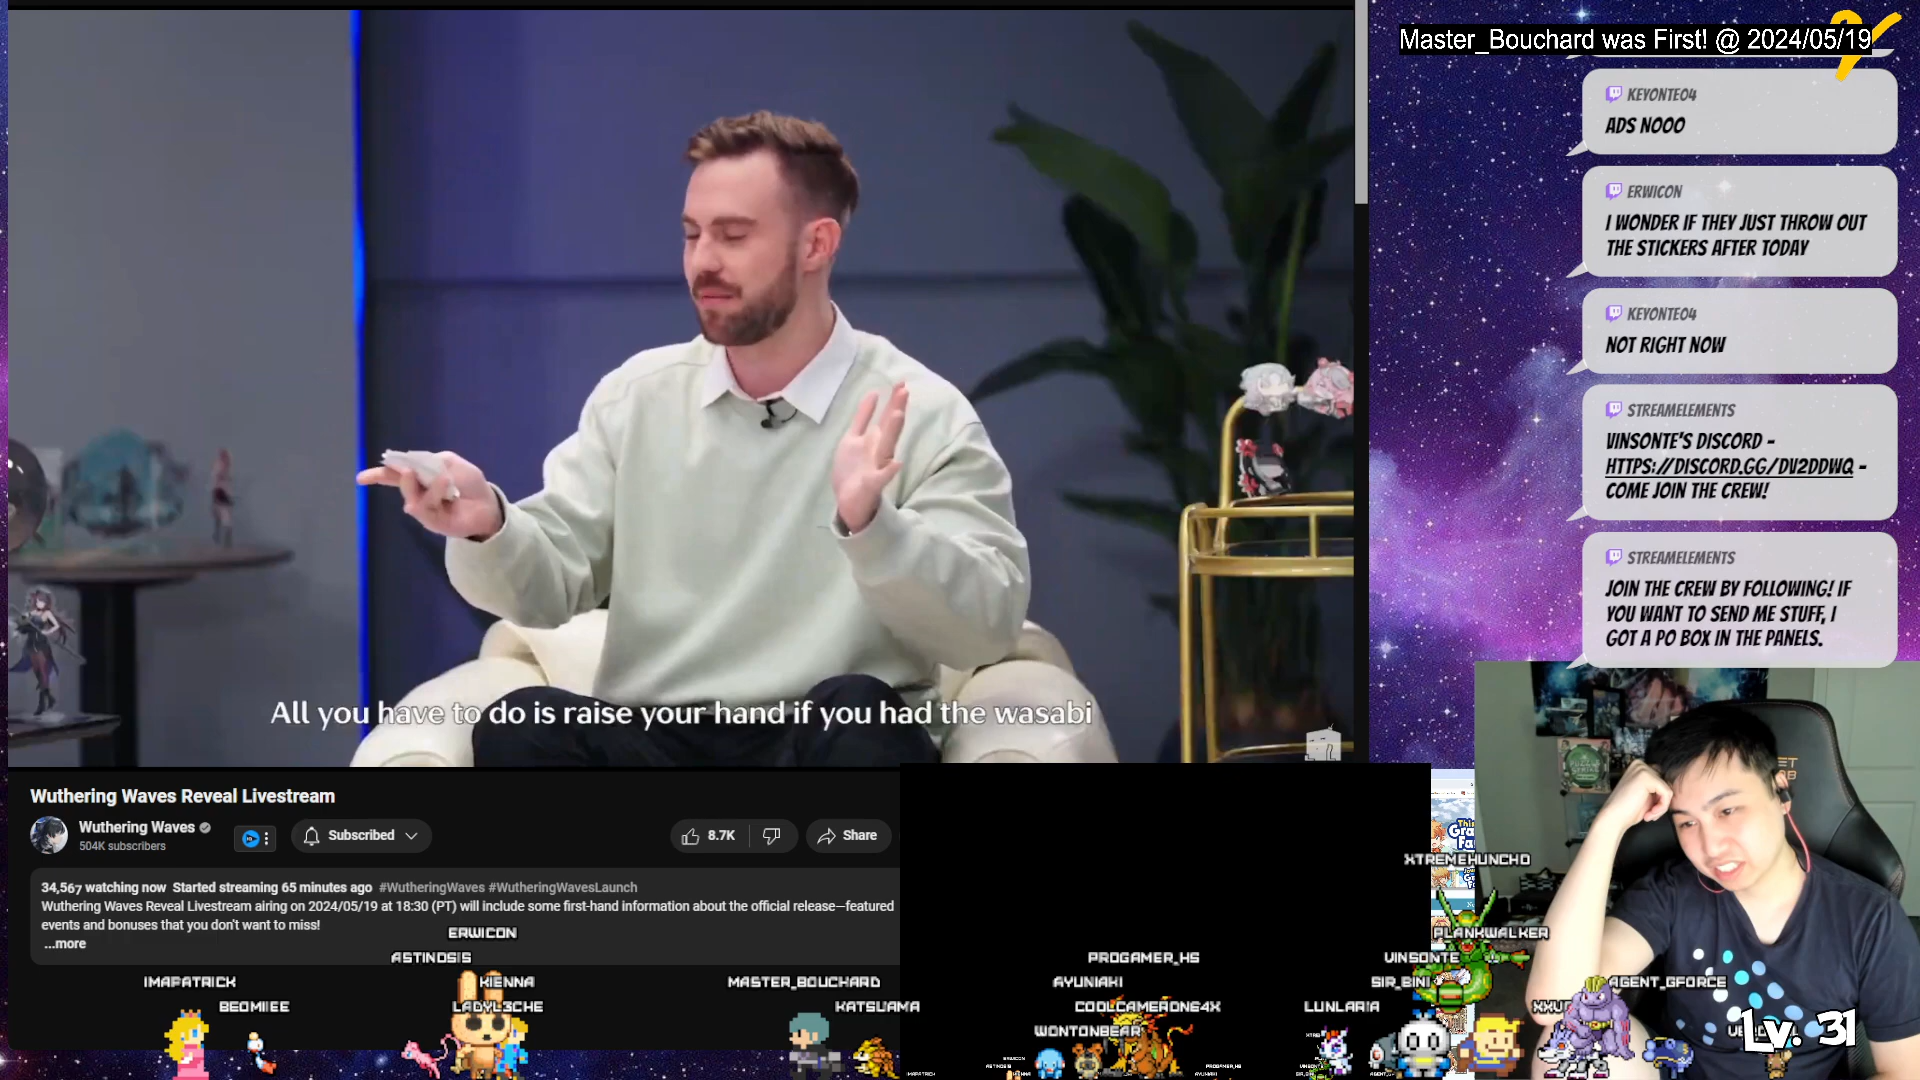 Master_Bouchard was First! @ 2024/05/19
KEYONTE04
ADS NOOO
ERWICON
I WONDER IF THEY JUST THROW OUT
THE STICKERS AFTER TODAY
KEYONTE04
NOT RIGHT NOW
STREAMELEMENTS
VINSONTE'S DISCORD -
HTTPS://DISCORD.GG/DV2DDWQ -
COME JOIN THE CREW!
STREAMELEMENTS
JOIN THE CREW BY FOLLOWING! IF
YOU WANT TO SEND ME STUFF, I
GOT A PO BOX IN THE PANELS.
All you have to do is raise your hand if you had the wasabi
Wuthering Waves Reveal Livestream
Wuthering Waves
504K subscribers
Subscribed
8.7K
Share
34,567 watching now Started streaming 65 minutes ago #WutheringWaves #WutheringWavesLaunch
Wuthering Waves Reveal Livestream airing on 2024/05/19 at 18:30 (PT) will include some first-hand information about the official release—featured
events and bonuses that you don't want to miss!
...more
XTREMEHUNCHO
ERWICON
PLANKWALKER
ASTINOSIS
PROGAMER_HS
VINSONTE
IMAPATRICK
KIENNA
MASTER_BOUCHARD
AYUNIAKI
SIR_BINI
AGENT_GFORCE
BEOMIEE
LADYL3CHE
KATSUAMA
COOLCAMERON64X
LUNLARIA
WONTONBEAR
Lv. 31